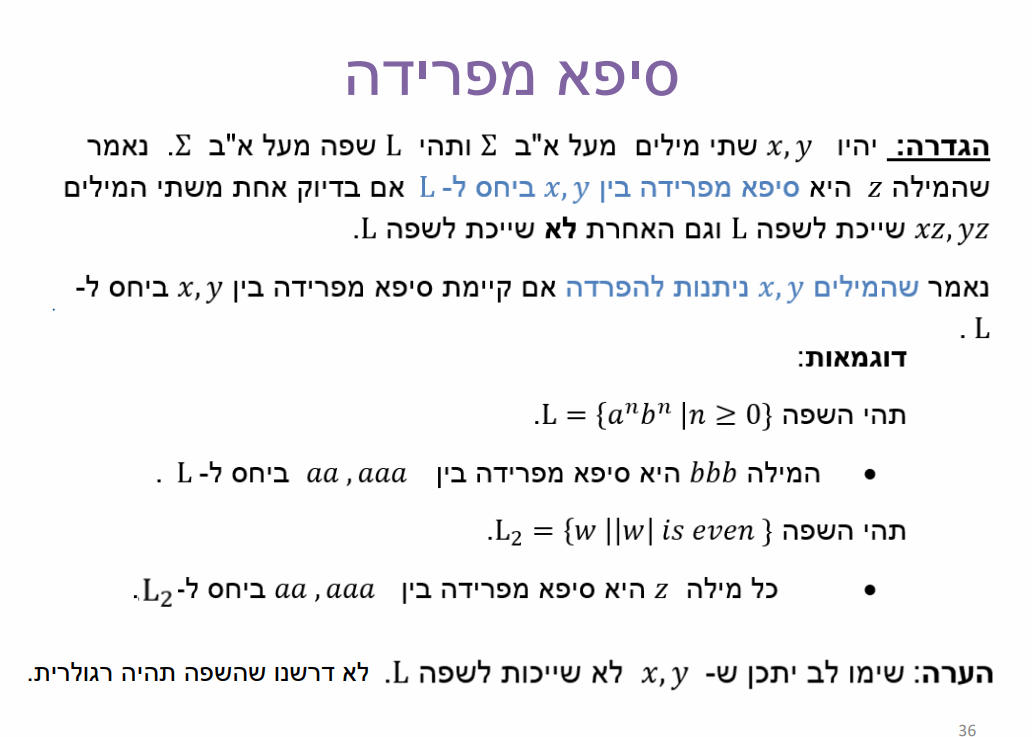 סיפא מפרידה
הגדרה: יהיו x, y שתי מילים מעל א"ב Σ ותהי L שפה מעל א"ב Σ. נאמר
שהמילה z היא סיפא מפרידה בין x, y ביחס ל- L אם בדיוק אחת משתי המילים
xz, yz שייכת לשפה L וגם האחרת לא שייכת לשפה L.
נאמר שהמילים x, y ניתנות להפרדה אם קיימת סיפא מפרידה בין x, y ביחס ל-
L .
דוגמאות:
תהי השפה L = {aⁿbⁿ |n ≥ 0}.
• המילה bbb היא סיפא מפרידה בין aa , aaa ביחס ל- L .
תהי השפה L₂ = {w ||w| is even }.
• כל מילה z היא סיפא מפרידה בין aa , aaa ביחס ל- L₂.
הערה: שימו לב יתכן ש- x, y לא שייכות לשפה L. לא דרשנו שהשפה תהיה רגולרית.
36